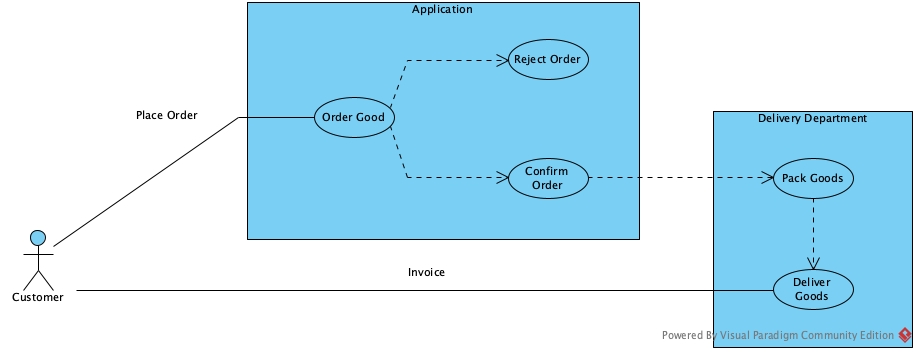 Application
Reject Order
Place Order
Order Good
Delivery Department
Confirm
Order
Pack Goods
Invoice
Customer
Deliver
Goods
Powered By Visual Paradigm Community Edition